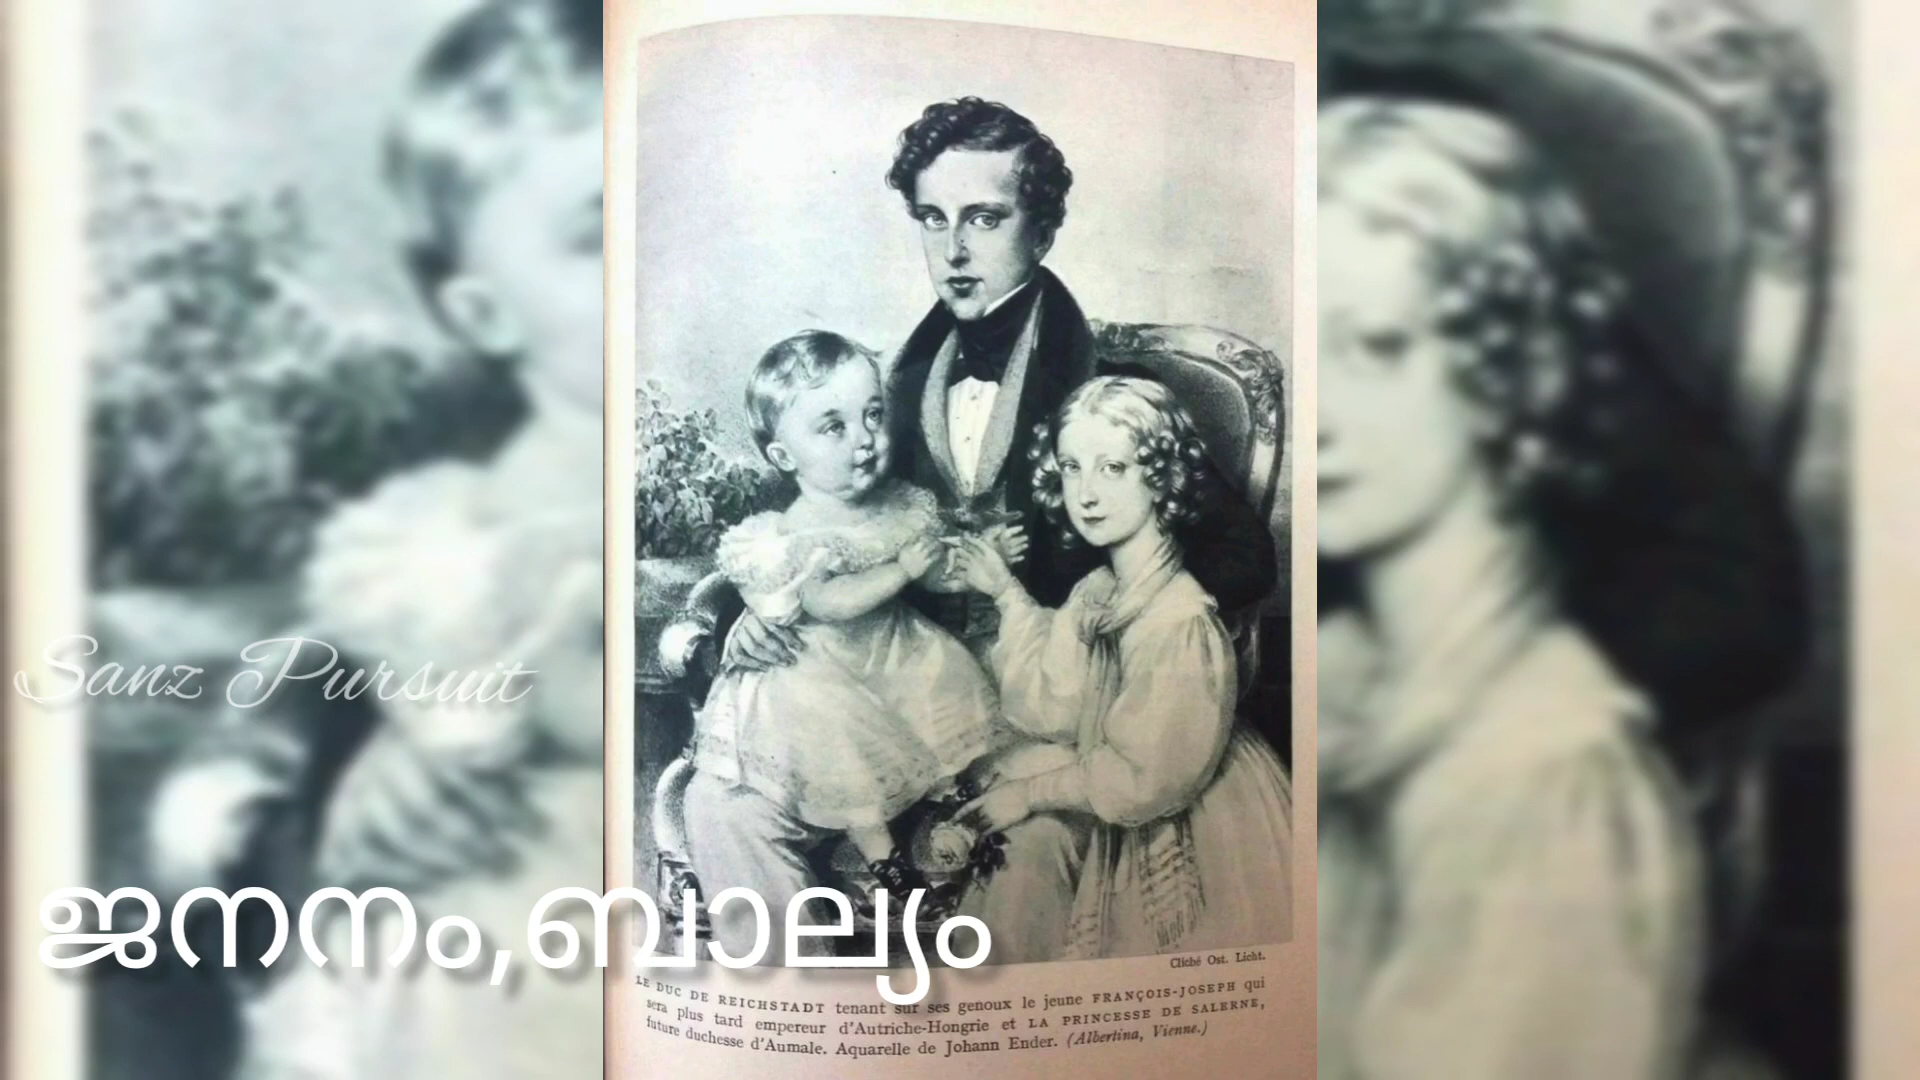 Sanz Pursuit
ജനനം,ബാല്യം
Cliché Ost. Licht.
LE DUC DE REICHSTADT tenant sur ses genoux le jeune FRANÇOIS-JOSEPH qui
sera plus tard empereur d'Autriche-Hongrie et LA PRINCESSE DE SALERNE,
future duchesse d'Aumale. Aquarelle de Johann Ender. (Albertina, Vienne.)